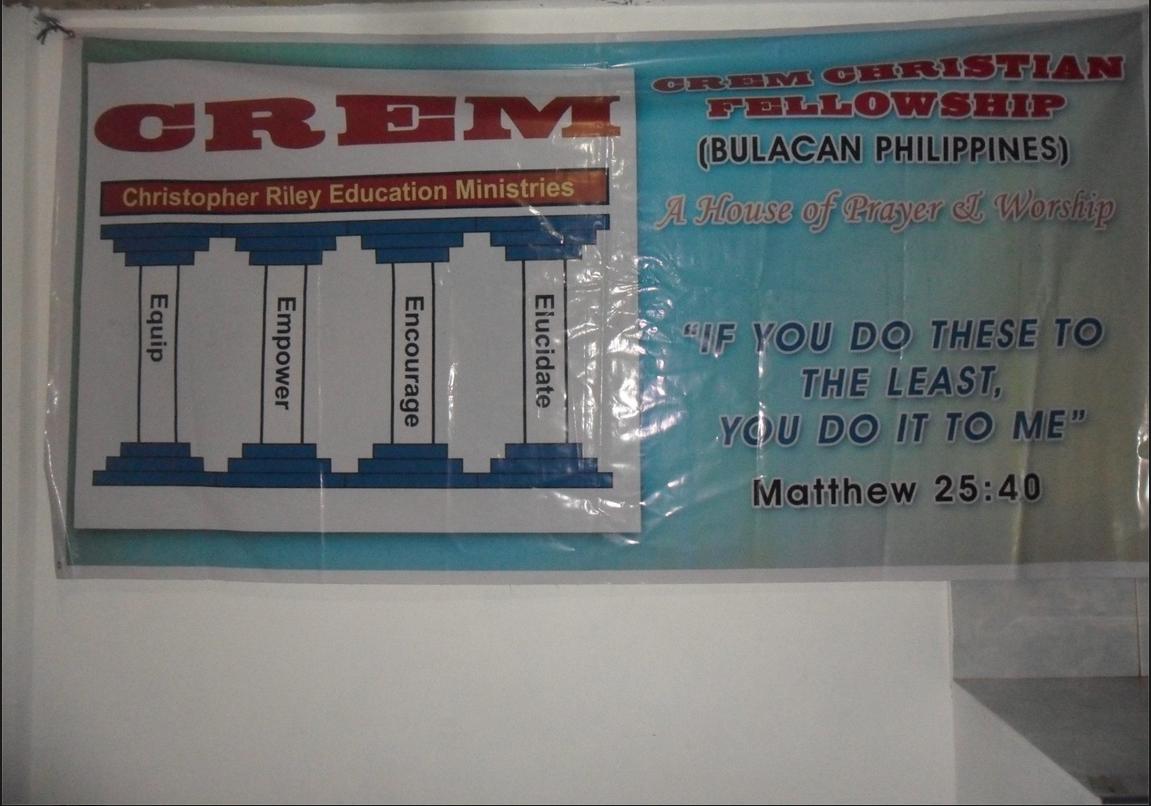 CREM
Christopher Riley Education Ministries
Equip
Empower
Encourage
Elucidate
CREM CHRISTIAN
FELLOWSHIP
(BULACAN PHILIPPINES)
A House of Prayer & Worship
“IF YOU DO THESE TO
THE LEAST,
YOU DO IT TO ME”
Matthew 25:40